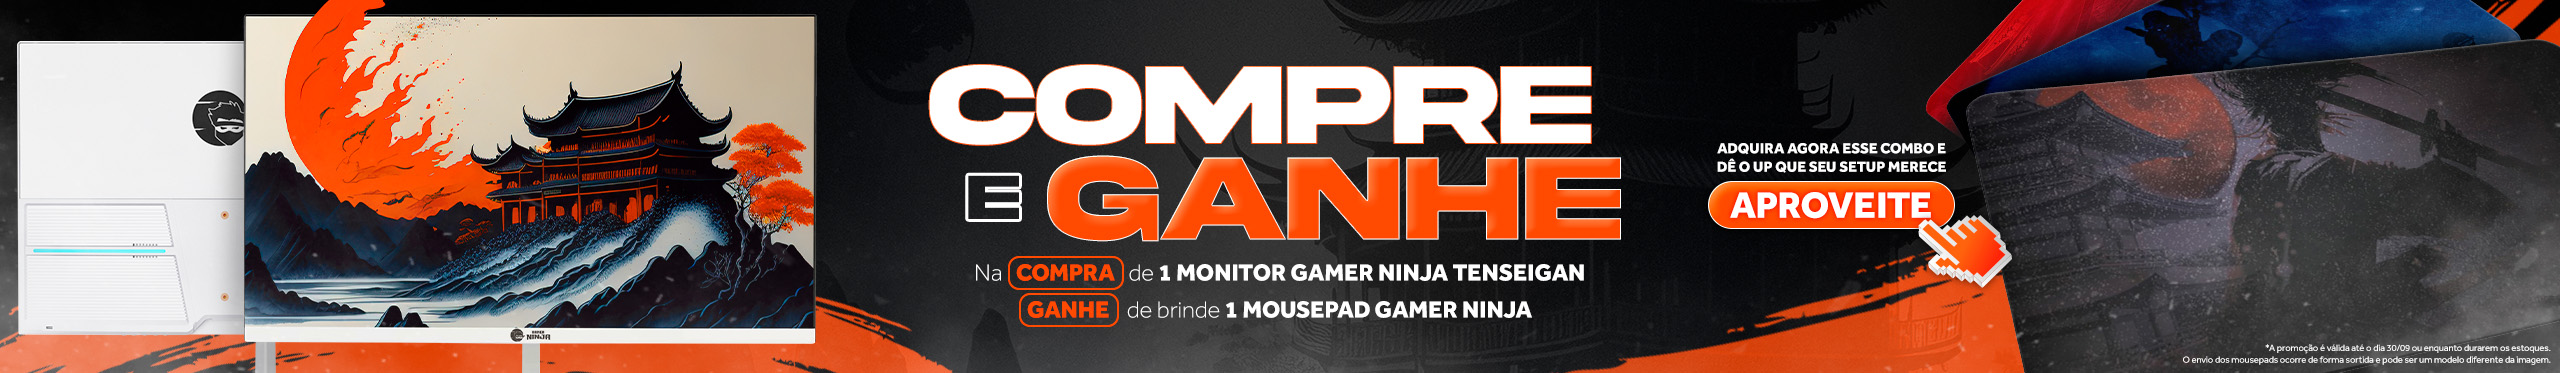 COMPRE
E GANHE
Na COMPRA de 1 MONITOR GAMER NINJA TENSEIGAN
GANHE de brinde 1 MOUSEPAD GAMER NINJA
ADQUIRA AGORA ESSE COMBO E
DÊ O UP QUE SEU SETUP MERECE
APROVEITE
NINJA
*A promoção é válida até o dia 30/09 ou enquanto durarem os estoques.
O envio dos mousepads ocorre de forma sortida e pode ser um modelo diferente da imagem.